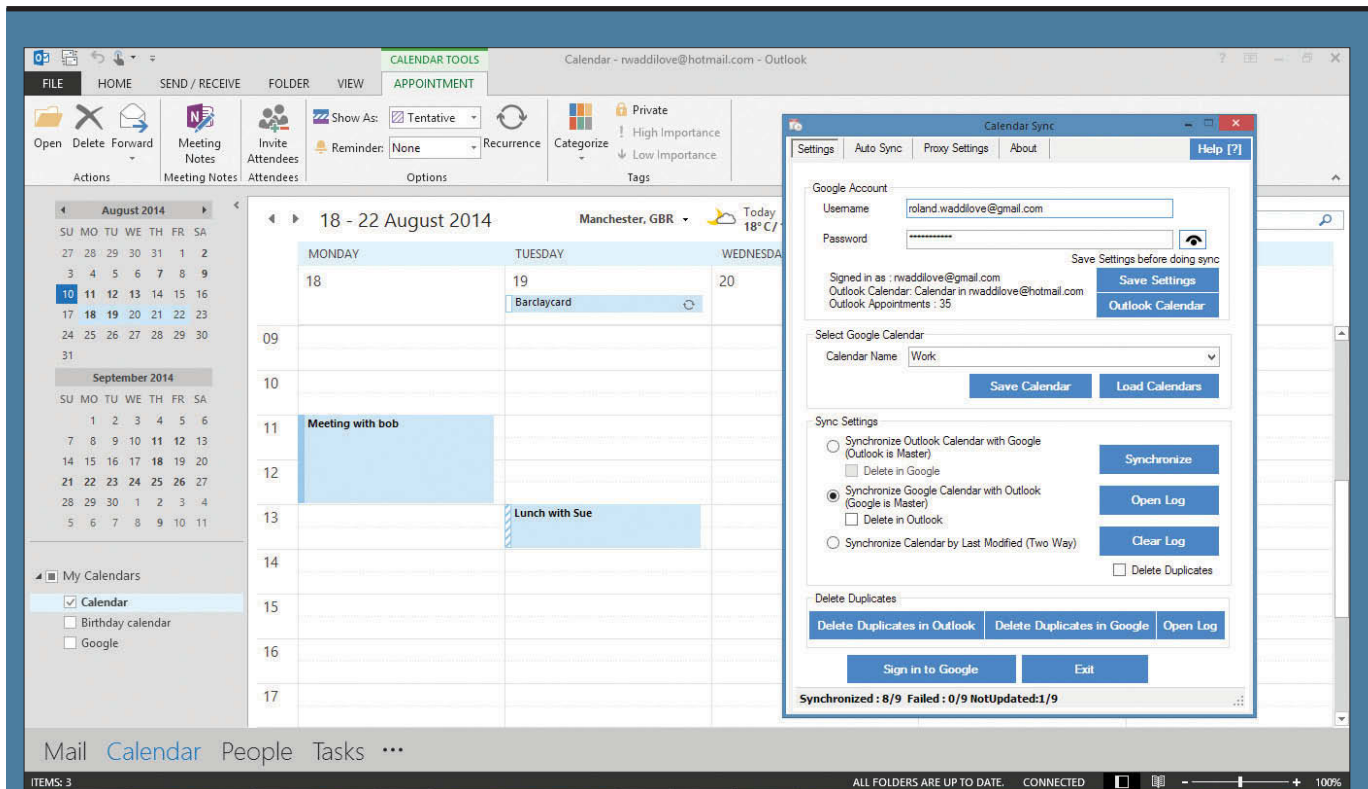 CALENDAR TOOLS
Calendar - rwaddilove@hotmail.com - Outlook
FILE HOME SEND / RECEIVE FOLDER VIEW APPOINTMENT
Open Delete Forward
Actions
Meeting Notes
Meeting Notes
Invite Attendees
Attendees
Show As: Tentative
Reminder: None
Recurrence
Options
Categorize
Private
High Importance
Low Importance
Tags
August 2014
SU MO TU WE TH FR SA
27 28 29 30 31 1 2
3 4 5 6 7 8 9
10 11 12 13 14 15 16
17 18 19 20 21 22 23
24 25 26 27 28 29 30
31
September 2014
SU MO TU WE TH FR SA
1 2 3 4 5 6
7 8 9 10 11 12 13
14 15 16 17 18 19 20
21 22 23 24 25 26 27
28 29 30 1 2 3 4
5 6 7 8 9 10 11
My Calendars
Calendar
Birthday calendar
Google
18 - 22 August 2014
Manchester, GBR
Today
18°C/
MONDAY TUESDAY
18 19 20
Barclaycard
09
10
11
Meeting with bob
12
13
Lunch with Sue
14
15
16
17
Calendar Sync
Settings Auto Sync Proxy Settings About Help [?]
Google Account
Username roland.waddilove@gmail.com
Password ***********
Save Settings before doing sync
Signed in as : rwaddilove@gmail.com
Outlook Calendar: Calendar in rwaddilove@hotmail.com
Outlook Appointments : 35
Save Settings
Outlook Calendar
Select Google Calendar
Calendar Name Work
Save Calendar Load Calendars
Sync Settings
Synchronize Outlook Calendar with Google
(Outlook is Master)
Delete in Google
Synchronize
Synchronize Google Calendar with Outlook
(Google is Master)
Delete in Outlook
Open Log
Synchronize Calendar by Last Modified (Two Way)
Clear Log
Delete Duplicates
Delete Duplicates
Delete Duplicates in Outlook Delete Duplicates in Google Open Log
Sign in to Google Exit
Synchronized : 8/9 Failed : 0/9 NotUpdated:1/9
Mail Calendar People Tasks •••
ITEMS: 3
ALL FOLDERS ARE UP TO DATE. CONNECTED 100%